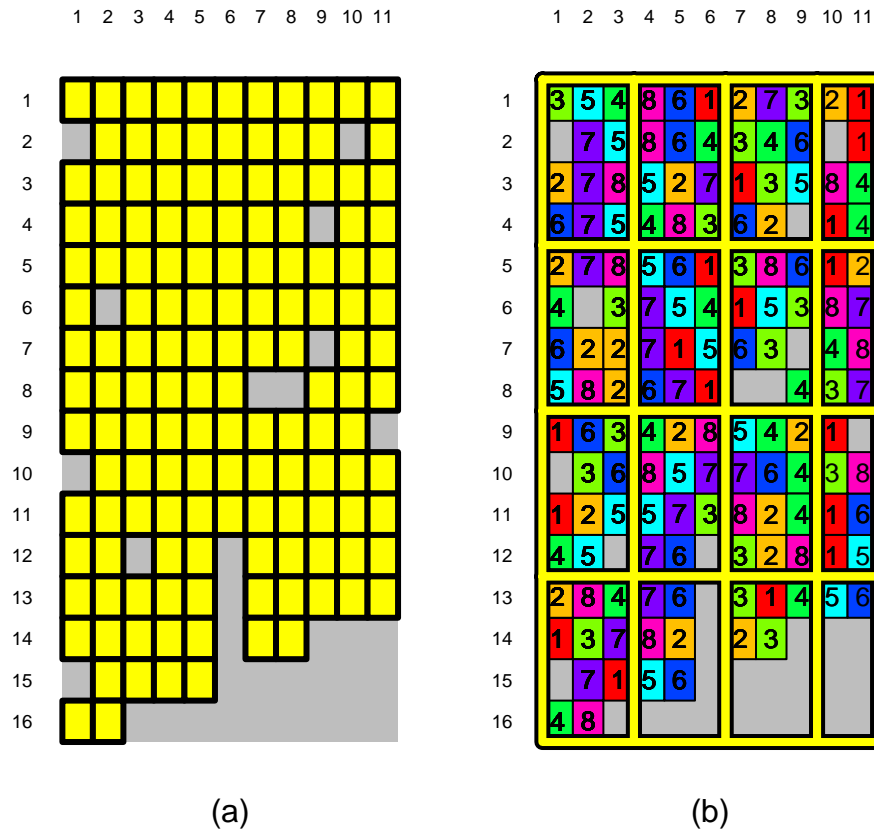 1 2 3 4 5 6 7 8 9 10 11 1 2 3 4 5 6 7 8 9 10 11
1 1 3 5 4 8 6 1 2 7 3 2 1
2 2 7 5 8 6 4 3 4 6 1
3 3 2 7 8 5 2 7 1 3 5 8 4
4 4 6 7 5 4 8 3 6 2 1 4
5 5 2 7 8 5 6 1 3 8 6 1 2
6 6 4 3 7 5 4 1 5 3 8 7
7 7 6 2 2 7 1 5 6 3 4 8
8 8 5 8 2 6 7 1 4 3 7
9 9 1 6 3 4 2 8 5 4 2 1
10 10 3 6 8 5 7 7 6 4 3 8
11 11 1 2 5 5 7 3 8 2 4 1 6
12 12 4 5 7 6 3 2 8 1 5
13 13 2 8 4 7 6 3 1 4 5 6
14 14 1 3 7 8 2 2 3
15 15 7 1 5 6
16 16 4 8
(a) (b)